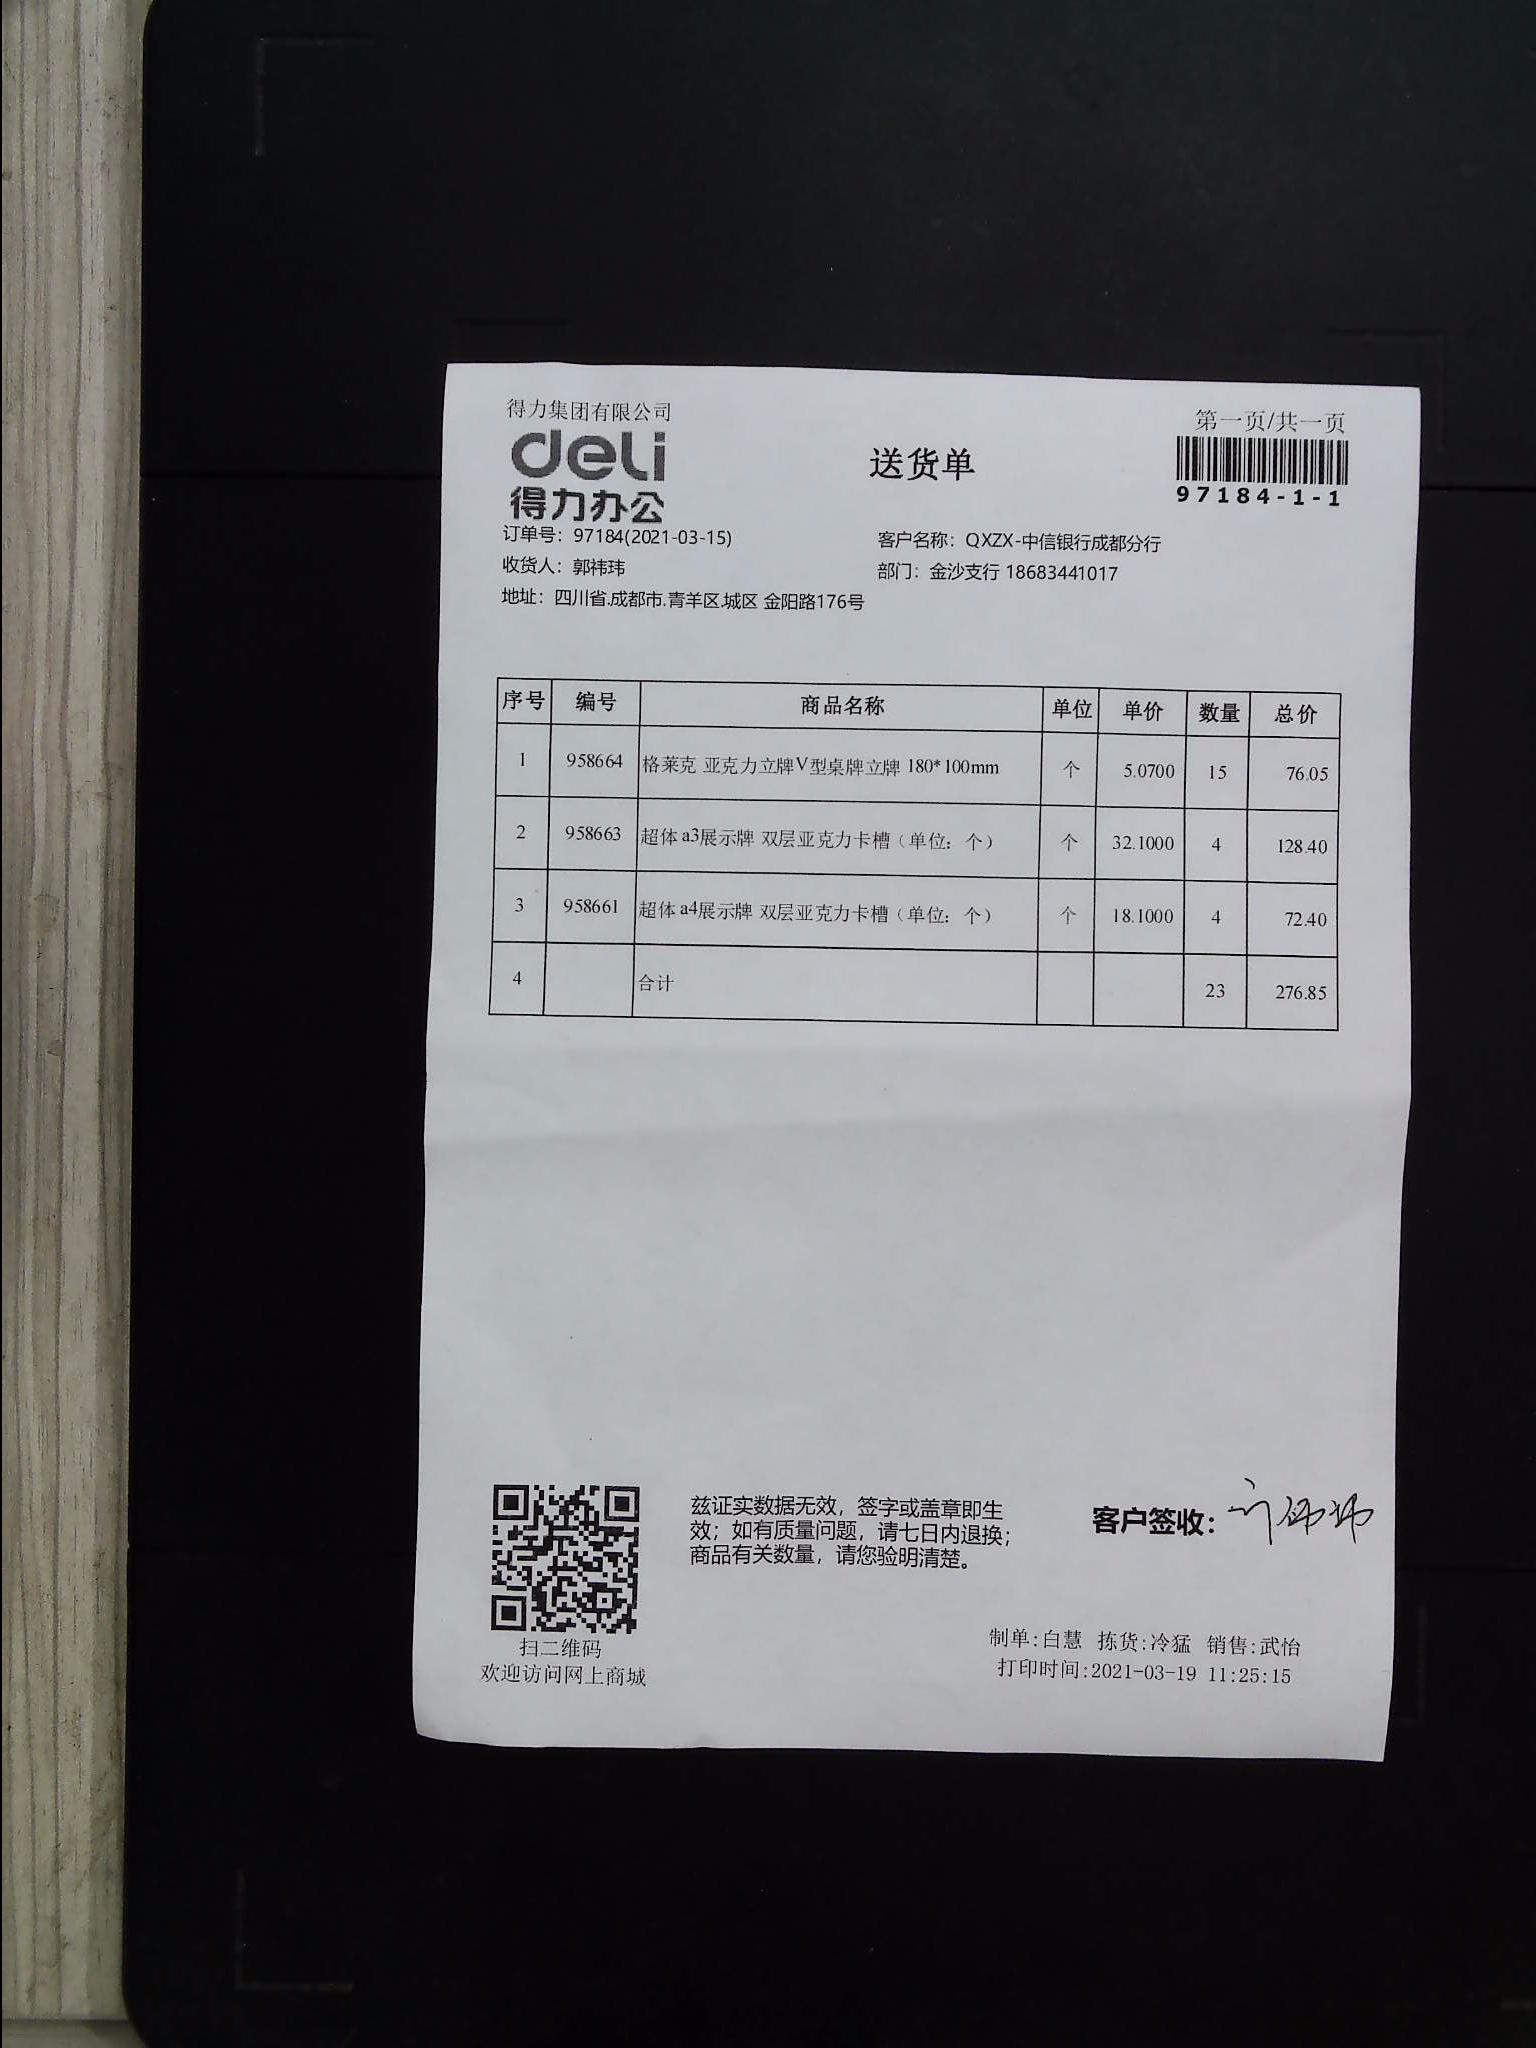 得力集团有限公司
deli
得力办公
送货单
第一页/共一页
97184-1-1
订单号：97184(2021-03-15)
客户名称：QXZX-中信银行成都分行
收货人：郭袆玮
部门：金沙支行 18683441017
地址：四川省.成都市.青羊区.城区 金阳路176号
序号 编号 商品名称 单位 单价 数量 总价
1 958664 格莱克 亚克力立牌V型桌牌立牌 180*100mm 个 5.0700 15 76.05
2 958663 超体 a3展示牌 双层亚克力卡槽（单位：个） 个 32.1000 4 128.40
3 958661 超体 a4展示牌 双层亚克力卡槽（单位：个） 个 18.1000 4 72.40
4 合计 23 276.85
兹证实数据无效，签字或盖章即生
效；如有质量问题，请七日内退换；
商品有关数量，请您验明清楚。
客户签收：
扫二维码
欢迎访问网上商城
制单:白慧 拣货:冷猛 销售:武怡
打印时间:2021-03-19 11:25:15